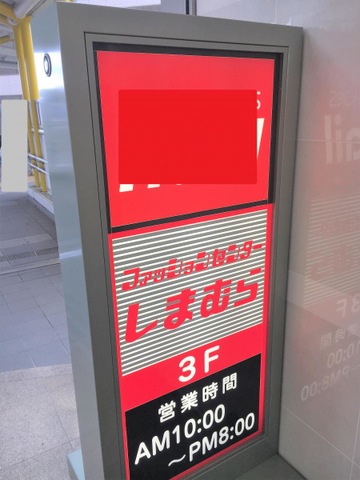 ファッションセンター
しまむら
3F
営業時間
AM10:00
～PM8:00